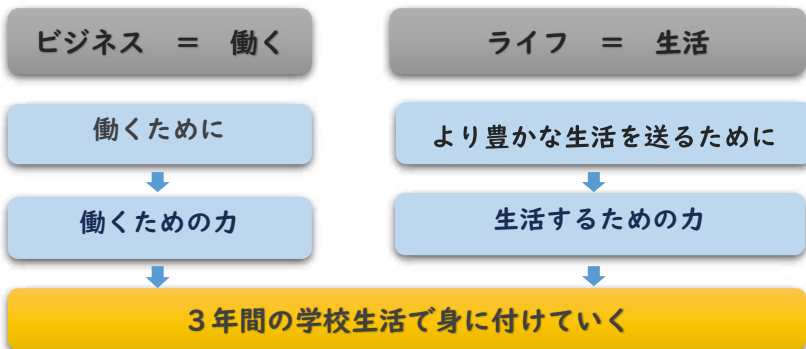 ビジネス　＝　働く
ライフ　＝　生活
働くために
より豊かな生活を送るために
働くための力
生活するための力
３年間の学校生活で身に付けていく